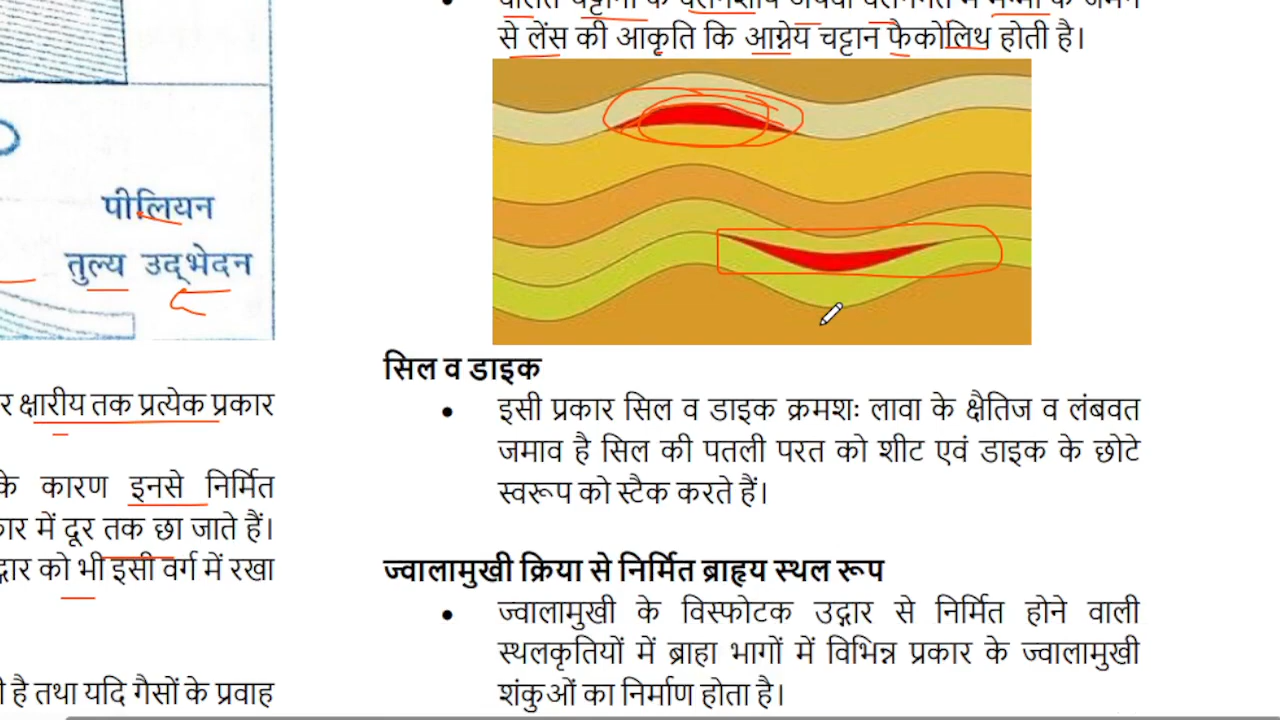 से लेंस की आकृति कि आग्नेय चट्टान फैकोलिथ होती है।
पीलियन
तुल्य उद्भेदन
र क्षारीय तक प्रत्येक प्रकार
के कारण इनसे निर्मित
कार में दूर तक छा जाते हैं।
द्गार को भी इसी वर्ग में रखा
ी है तथा यदि गैसों के प्रवाह
सिल व डाइक
• इसी प्रकार सिल व डाइक क्रमशः लावा के क्षैतिज व लंबवत
जमाव है सिल की पतली परत को शीट एवं डाइक के छोटे
स्वरूप को स्टैक करते हैं।
ज्वालामुखी क्रिया से निर्मित ब्राहृय स्थल रूप
• ज्वालामुखी के विस्फोटक उद्गार से निर्मित होने वाली
स्थलकृतियों में ब्राहा भागों में विभिन्न प्रकार के ज्वालामुखी
शंकुओं का निर्माण होता है।